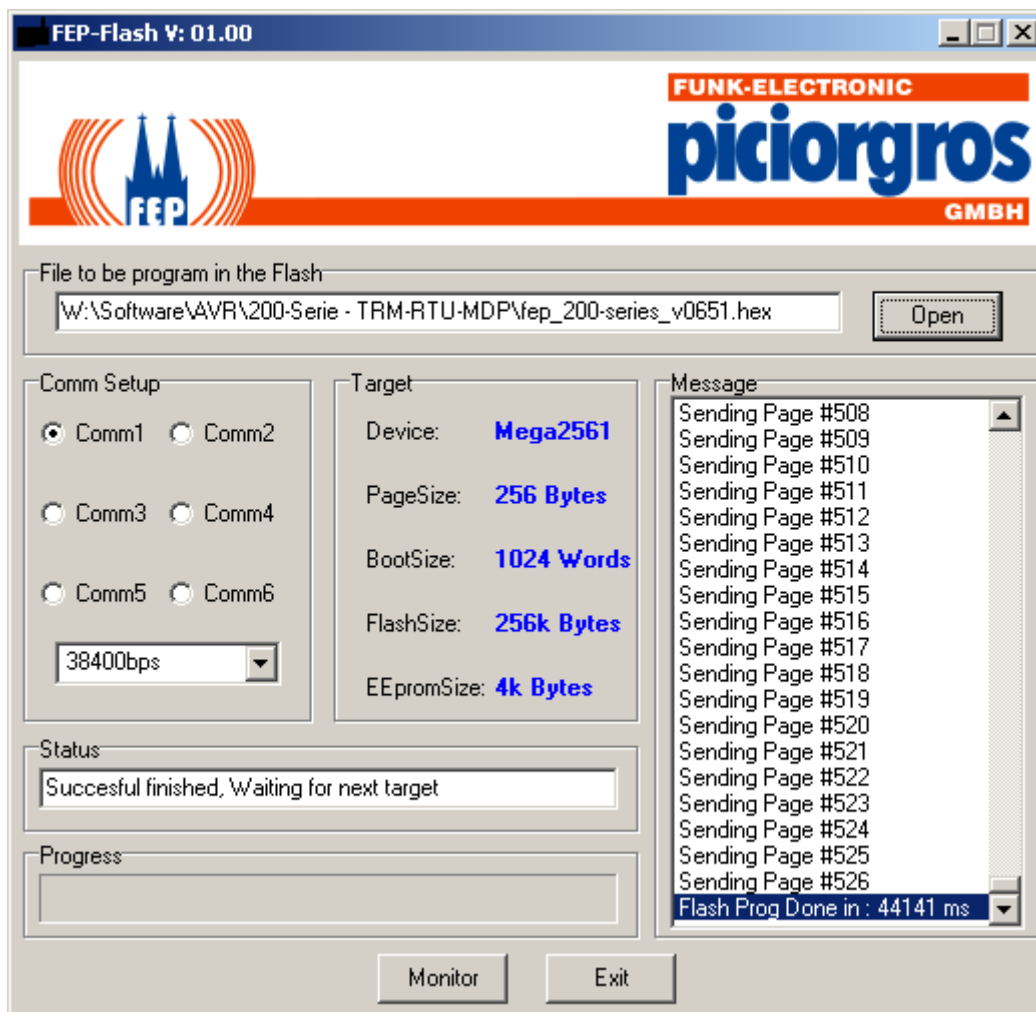 FEP-Flash V: 01.00
FUNK-ELECTRONIC
piciorgros
GMBH
FEP
File to be program in the Flash
W:\Software\AVR\200-Serie - TRM-RTU-MDP\fep_200-series_v0651.hex
Open
Comm Setup
Comm1 Comm2
Comm3 Comm4
Comm5 Comm6
38400bps
Target
Device: Mega2561
PageSize: 256 Bytes
BootSize: 1024 Words
FlashSize: 256k Bytes
EEpromSize: 4k Bytes
Message
Sending Page #508
Sending Page #509
Sending Page #510
Sending Page #511
Sending Page #512
Sending Page #513
Sending Page #514
Sending Page #515
Sending Page #516
Sending Page #517
Sending Page #518
Sending Page #519
Sending Page #520
Sending Page #521
Sending Page #522
Sending Page #523
Sending Page #524
Sending Page #525
Sending Page #526
Flash Prog Done in : 44141 ms
Status
Succesful finished, Waiting for next target
Progress
Monitor
Exit